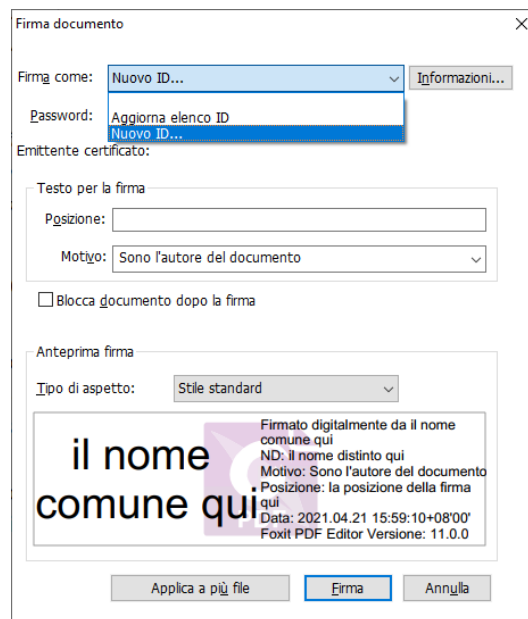 Firma documento
Firma come:
Nuovo ID...
Informazioni...
Password:
Aggiorna elenco ID
Nuovo ID...
Emittente certificato:
Testo per la firma
Posizione:
Motivo:
Sono l'autore del documento
Blocca documento dopo la firma
Anteprima firma
Tipo di aspetto:
Stile standard
il nome
comune qui
Firmato digitalmente da il nome
comune qui
ND: il nome distinto qui
Motivo: Sono l'autore del documento
Posizione: la posizione della firma
qui
Data: 2021.04.21 15:59:10+08'00'
Foxit PDF Editor Versione: 11.0.0
PDF
Applica a più file
Firma
Annulla